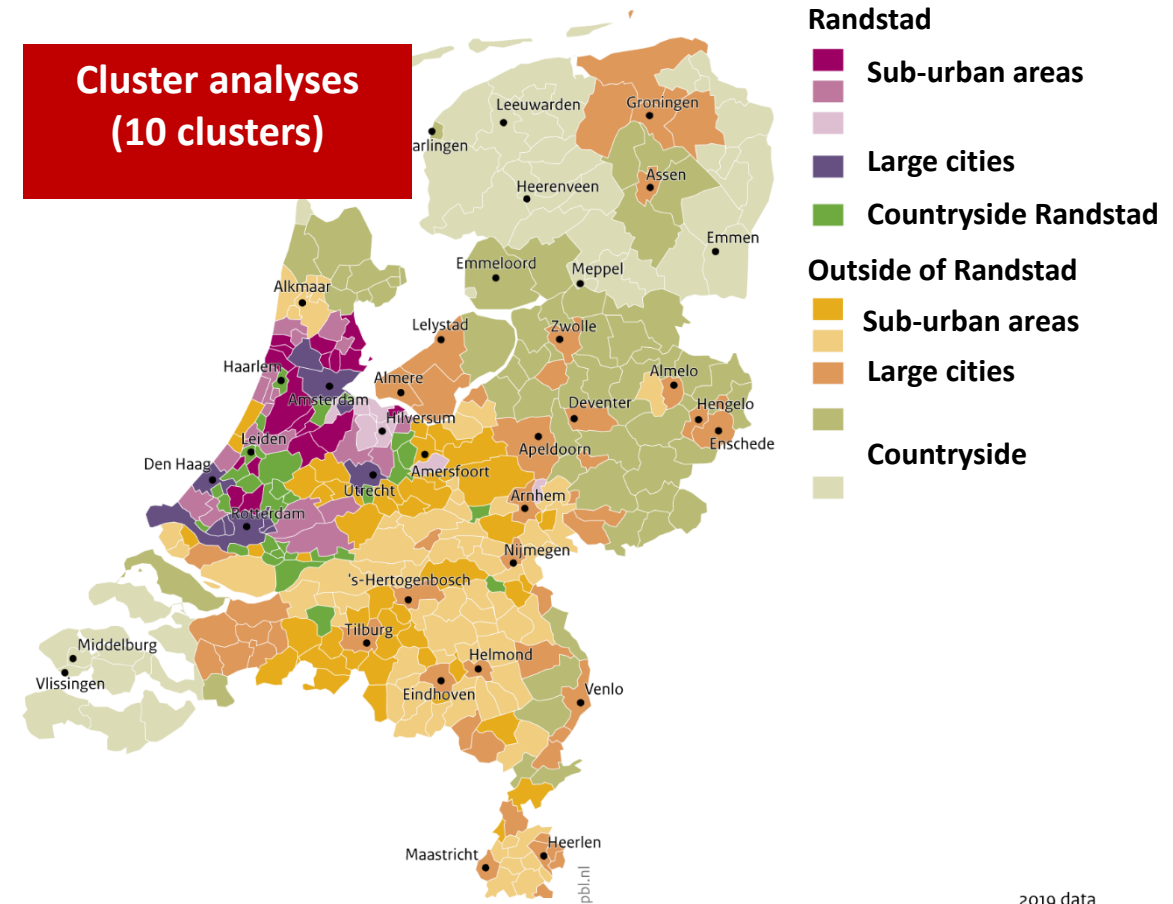 Cluster analyses
(10 clusters)
Randstad
Sub-urban areas
Large cities
Countryside Randstad
Outside of Randstad
Sub-urban areas
Large cities
Countryside
Leeuwarden
Groningen
arlingen
Assen
Heerenveen
Emmen
Emmeloord
Meppel
Alkmaar
Lelystad
Zwolle
Haarlem
Almere
Almelo
Amsterdam
Hilversum
Deventer
Hengelo
Enschede
Leiden
Apeldoorn
Den Haag
Amersfoort
Utrecht
Arnhem
Rotterdam
Nijmegen
's-Hertogenbosch
Tilburg
Middelburg
Helmond
Vlissingen
Eindhoven
Venlo
Maastricht
Heerlen
pbl.nl
2019 data